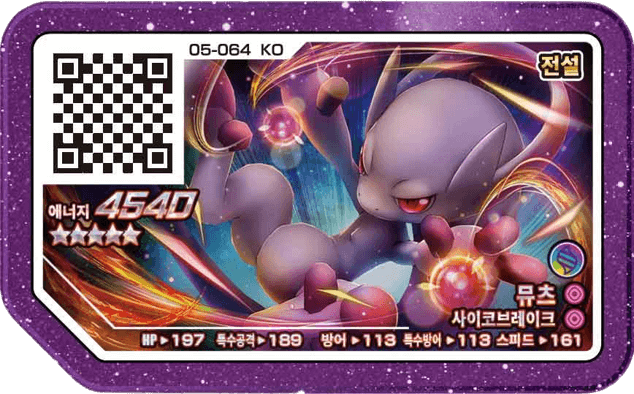 05-064 KO
전설
에너지 4540
뮤츠
사이코브레이크
HP▶197 특수공격▶189 방어▶113 특수방어▶113 스피드▶161